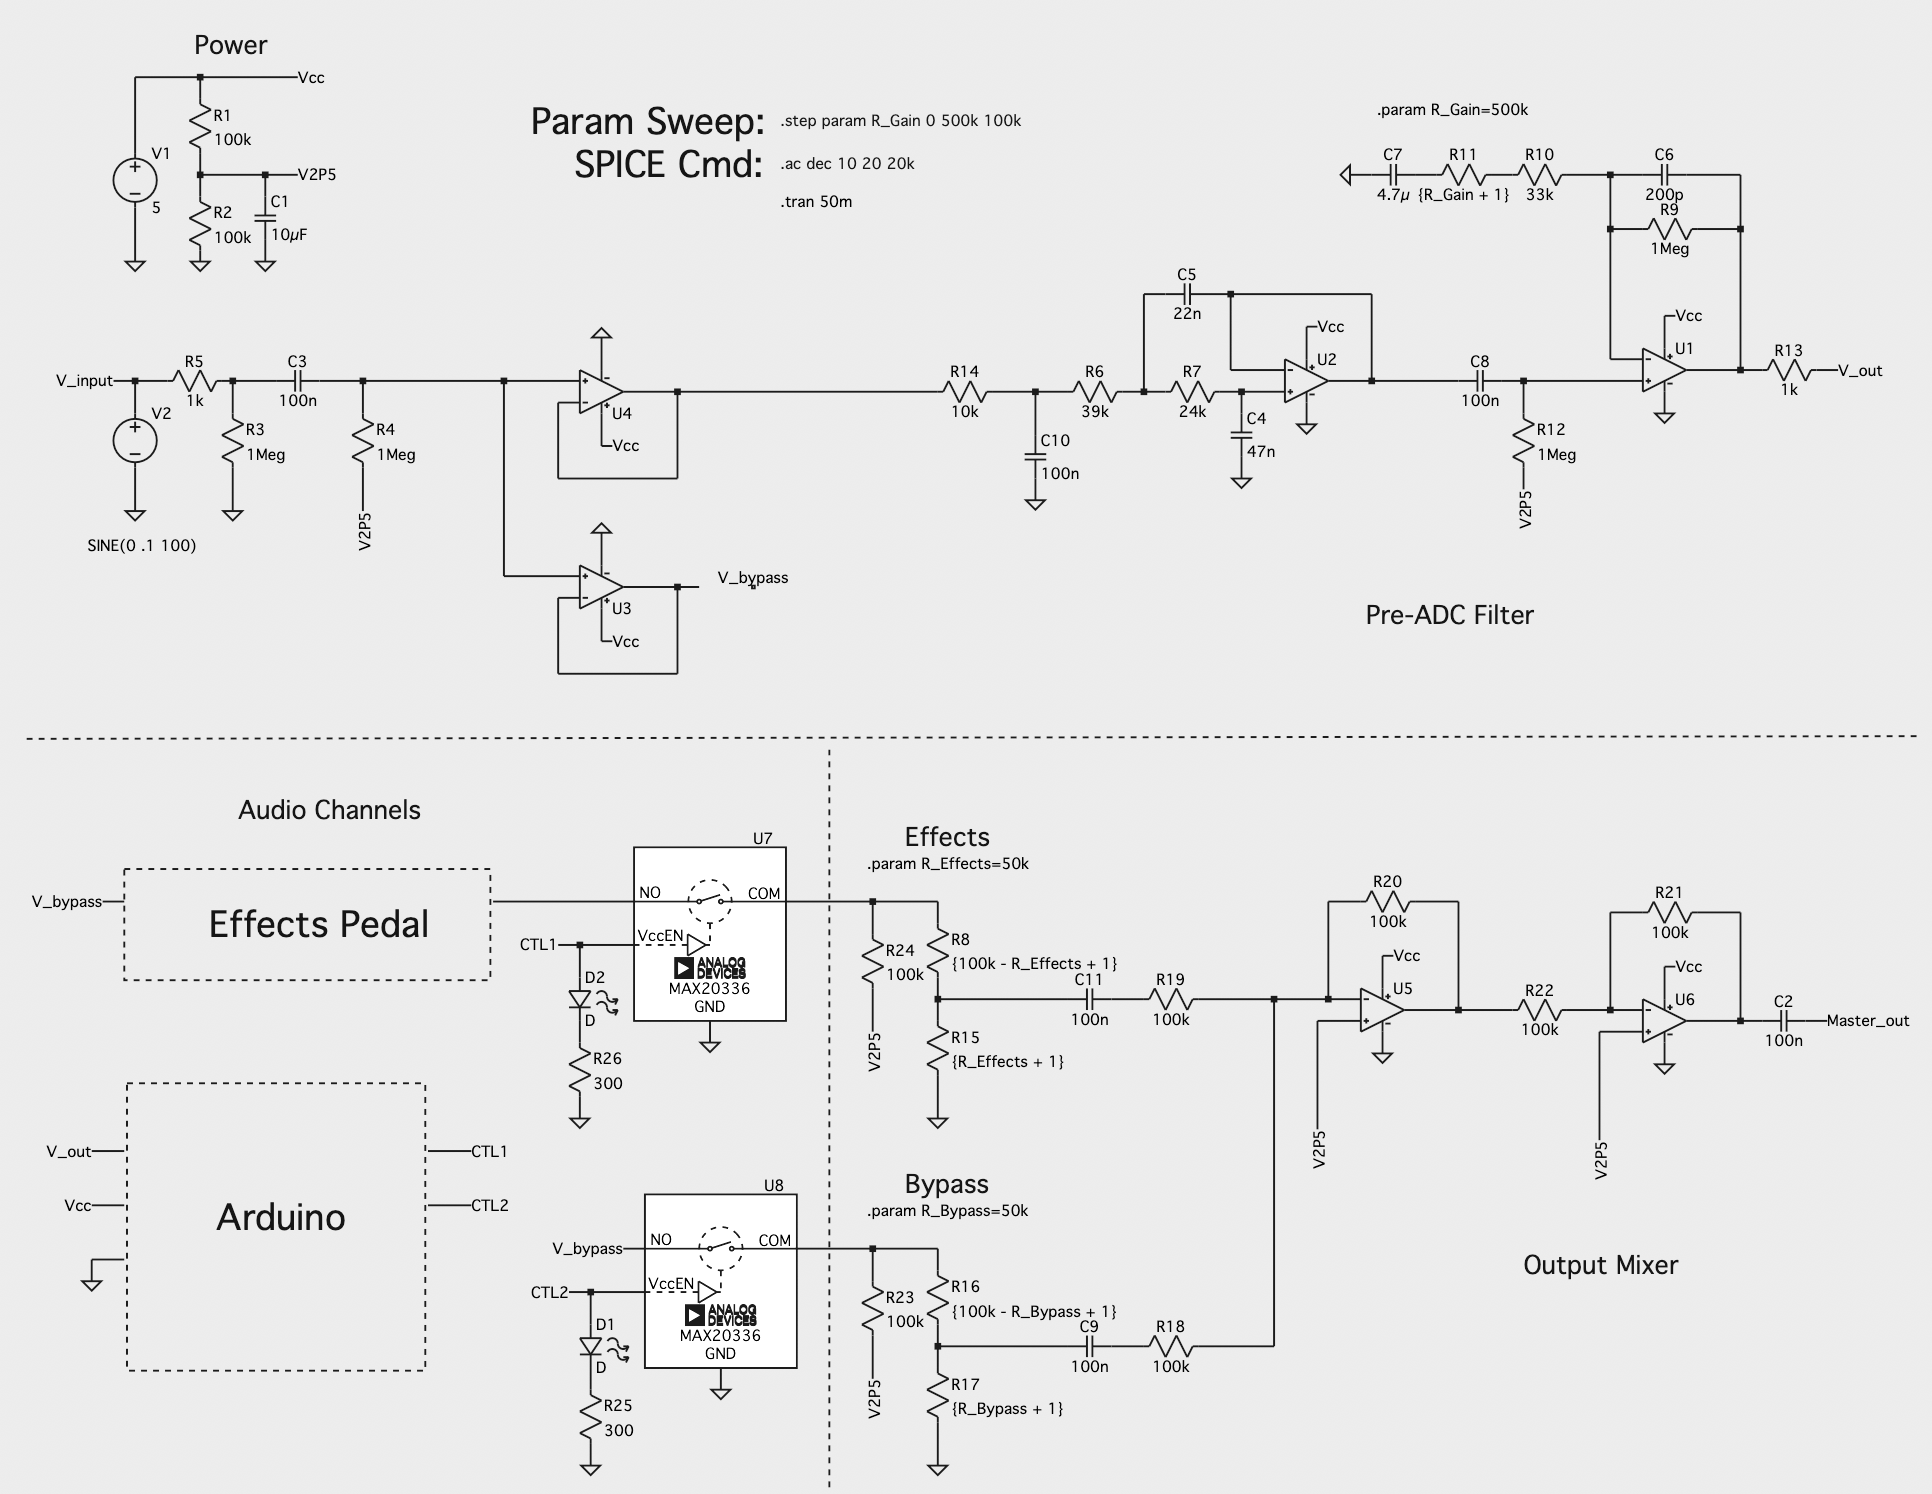 Power
Vcc
R1
100k
V1
5
V2P5
R2
100k
C1
10µF
Param Sweep:
.step param R_Gain 0 500k 100k
SPICE Cmd:
.ac dec 10 20 20k
.tran 50m
.param R_Gain=500k
C7
R11
R10
C6
4.7µ
{R_Gain + 1}
33k
200p
R9
1Meg
V_input
R5
1k
C3
100n
V2
R3
1Meg
R4
1Meg
V2P5
SINE(0 .1 100)
U4
Vcc
U3
Vcc
V_bypass
R14
10k
C10
100n
R6
39k
C5
22n
R7
24k
C4
47n
Vcc
U2
C8
100n
R12
1Meg
V2P5
Vcc
U1
R13
1k
V_out
Pre-ADC Filter
Audio Channels
V_bypass
Effects Pedal
U7
NO
COM
CTL1
VccEN
ANALOG
DEVICES
MAX20336
GND
D2
D
R26
300
V_out
Vcc
Arduino
CTL1
CTL2
U8
V_bypass
NO
COM
CTL2
VccEN
ANALOG
DEVICES
MAX20336
GND
D1
D
R25
300
Effects
.param R_Effects=50k
R24
100k
V2P5
R8
{100k - R_Effects + 1}
C11
100n
R19
100k
R15
{R_Effects + 1}
Bypass
.param R_Bypass=50k
R23
100k
V2P5
R16
{100k - R_Bypass + 1}
C9
100n
R18
100k
R17
{R_Bypass + 1}
R20
100k
Vcc
U5
V2P5
R22
100k
R21
100k
Vcc
U6
V2P5
C2
100n
Master_out
Output Mixer